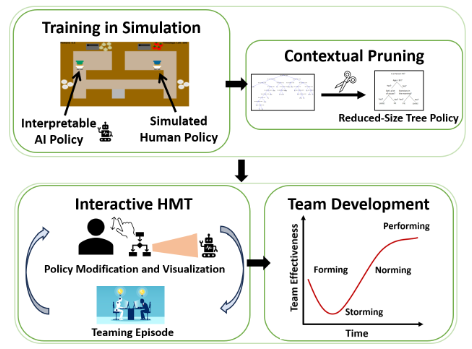 Training in Simulation
Interpretable
AI Policy
Simulated
Human Policy
Contextual Pruning
Reduced-Size Tree Policy
Interactive HMT
Policy Modification and Visualization
Teaming Episode
Team Development
Team Effectiveness
Performing
Forming
Norming
Storming
Time